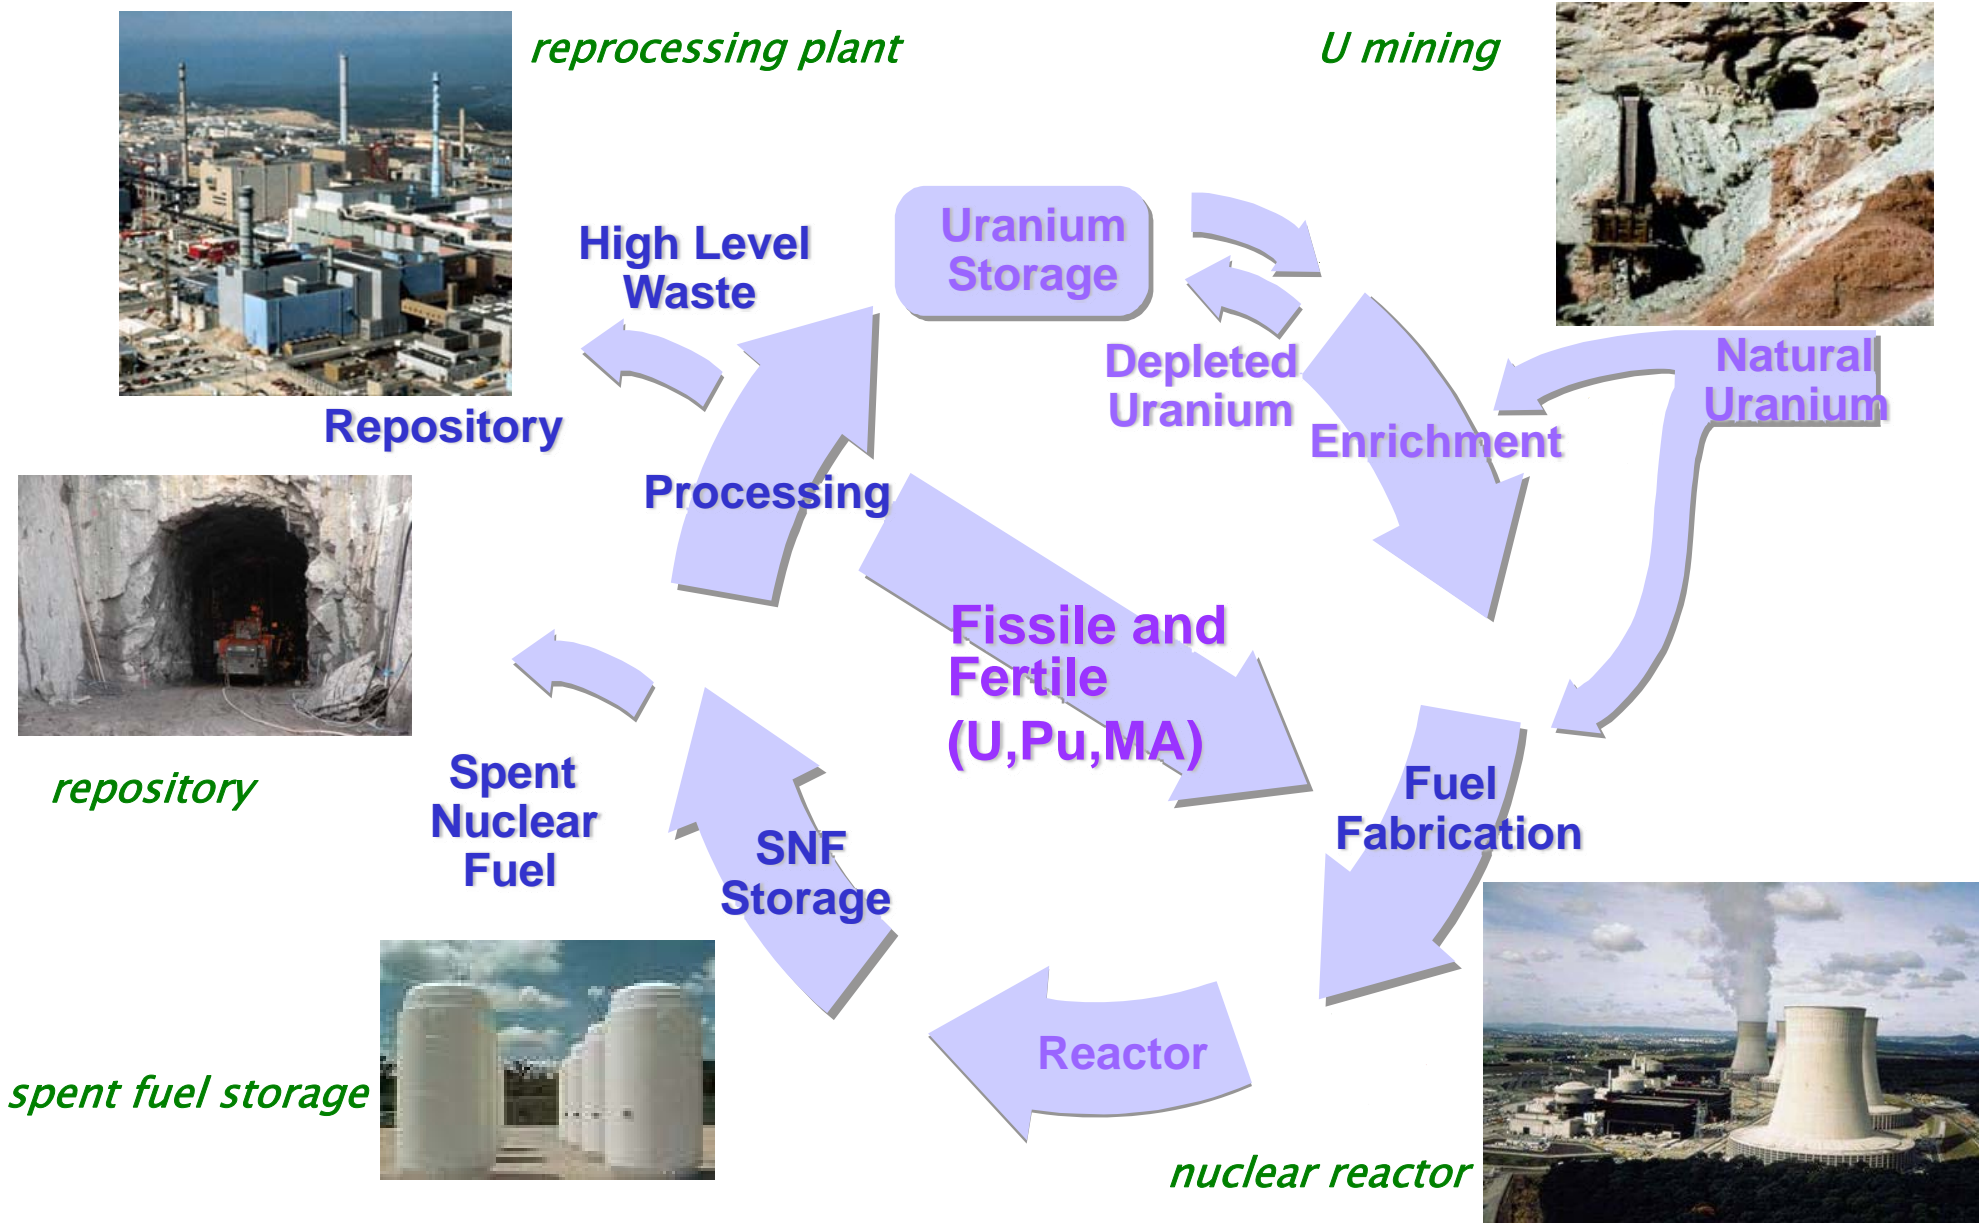 reprocessing plant
U mining
Uranium
Storage
High Level
Waste
Natural
Uranium
Depleted
Uranium
Repository
Enrichment
Processing
Fissile and
Fertile
(U,Pu,MA)
repository
Spent
Nuclear
Fuel
Fuel
Fabrication
SNF
Storage
Reactor
spent fuel storage
nuclear reactor